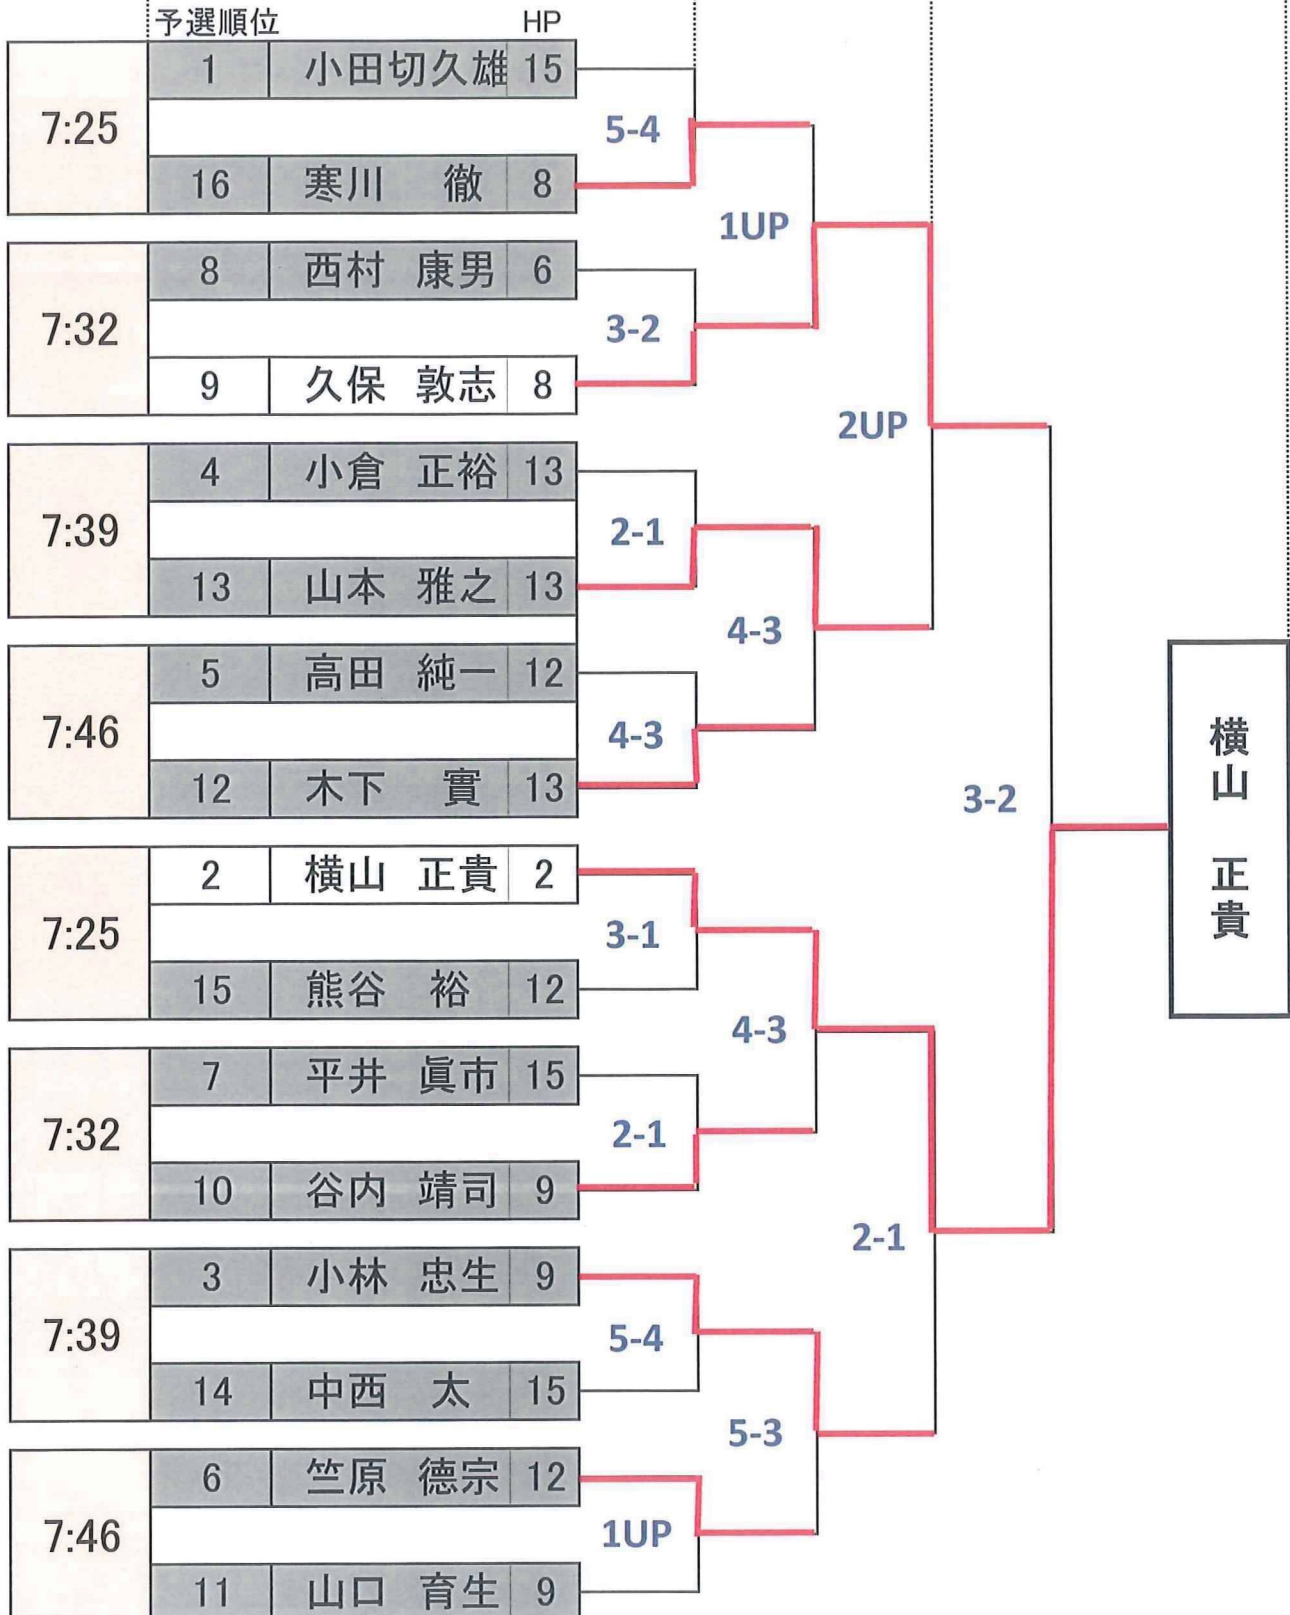 予選順位 HP
1 小田切久雄 15
7:25
5-4
16 寒川 徹 8
1UP
8 西村 康男 6
7:32
3-2
9 久保 敦志 8
2UP
4 小倉 正裕 13
7:39
2-1
13 山本 雅之 13
4-3
5 高田 純一 12
7:46
4-3
12 木下 實 13
3-2
横山 正貴
2 横山 正貴 2
7:25
3-1
15 熊谷 裕 12
4-3
7 平井 眞市 15
7:32
2-1
10 谷内 靖司 9
2-1
3 小林 忠生 9
7:39
5-4
14 中西 太 15
5-3
6 竺原 德宗 12
7:46
1UP
11 山口 育生 9